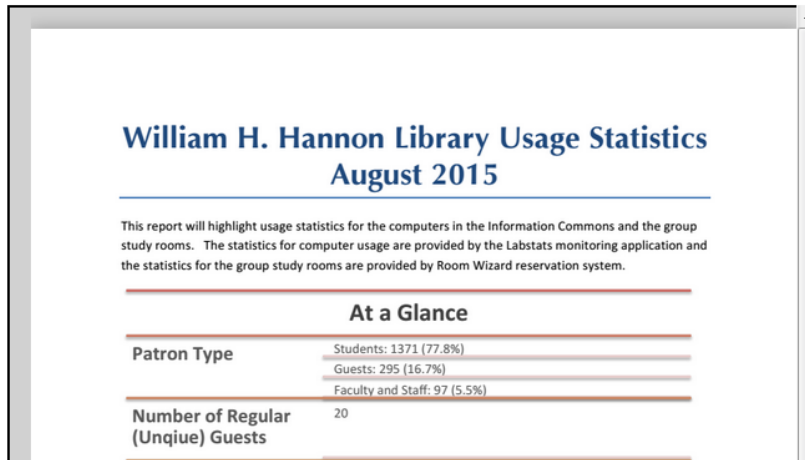 William H. Hannon Library Usage Statistics
August 2015
This report will highlight usage statistics for the computers in the Information Commons and the group
study rooms. The statistics for computer usage are provided by the Labstats monitoring application and
the statistics for the group study rooms are provided by Room Wizard reservation system.
At a Glance
Patron Type
Students: 1371 (77.8%)
Guests: 295 (16.7%)
Faculty and Staff: 97 (5.5%)
Number of Regular
(Unqiue) Guests
20